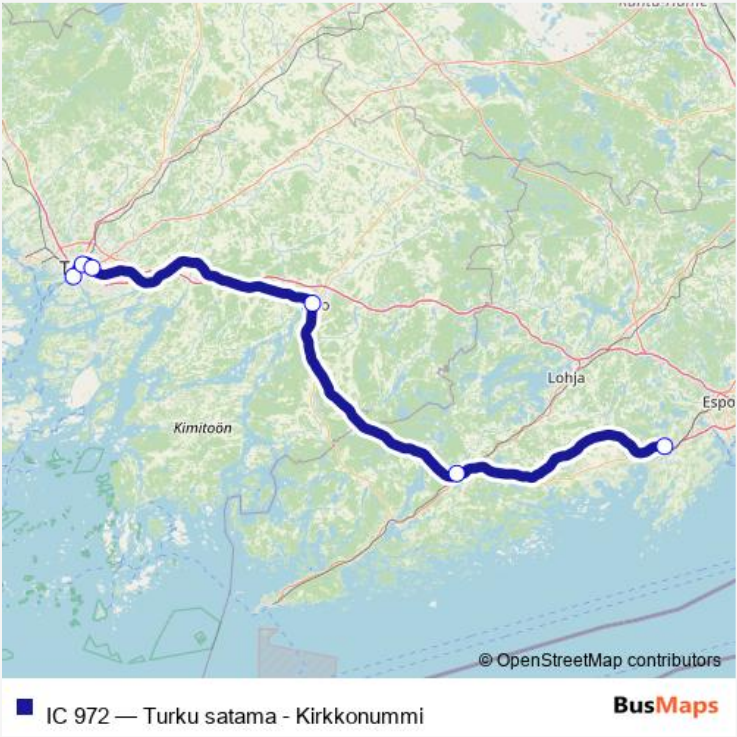 Lohja
Espo
Kimitoön
© OpenStreetMap contributors
IC 972 — Turku satama - Kirkkonummi
BusMaps